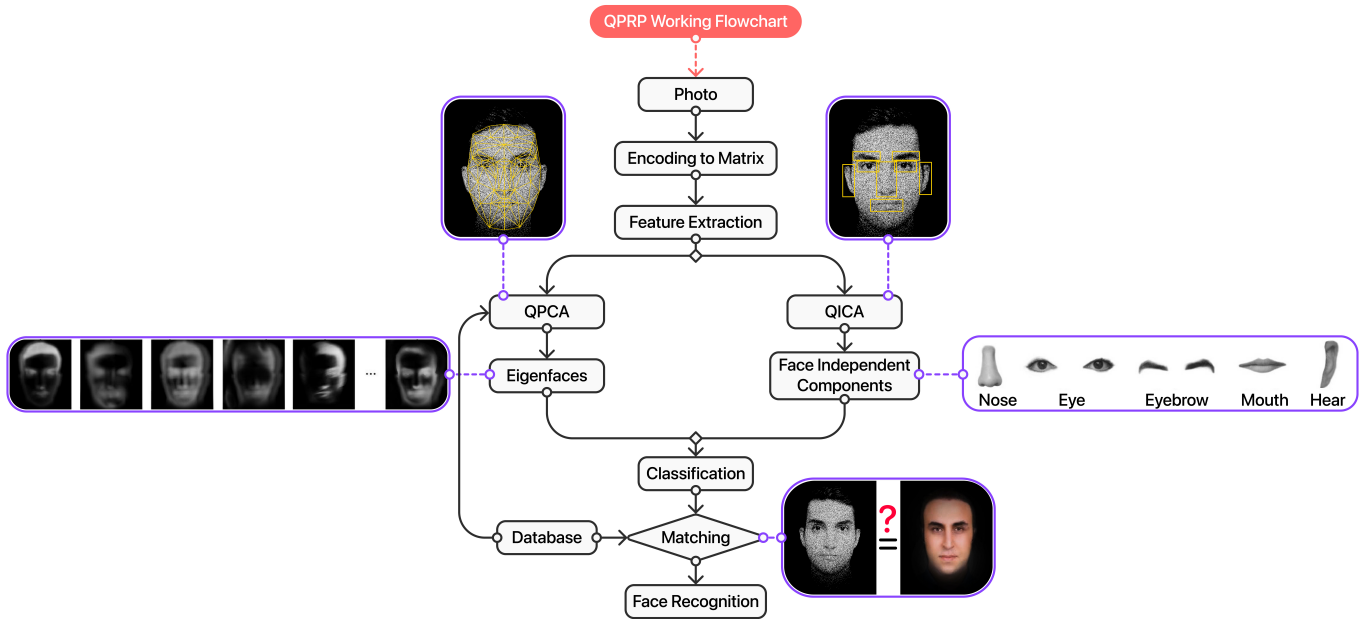 QPRP Working Flowchart
Photo
Encoding to Matrix
Feature Extraction
QPCA
QICA
Eigenfaces
...
Face Independent
Components
Nose
Eye
Eyebrow
Mouth
Hear
Classification
Database
Matching
?
=
Face Recognition